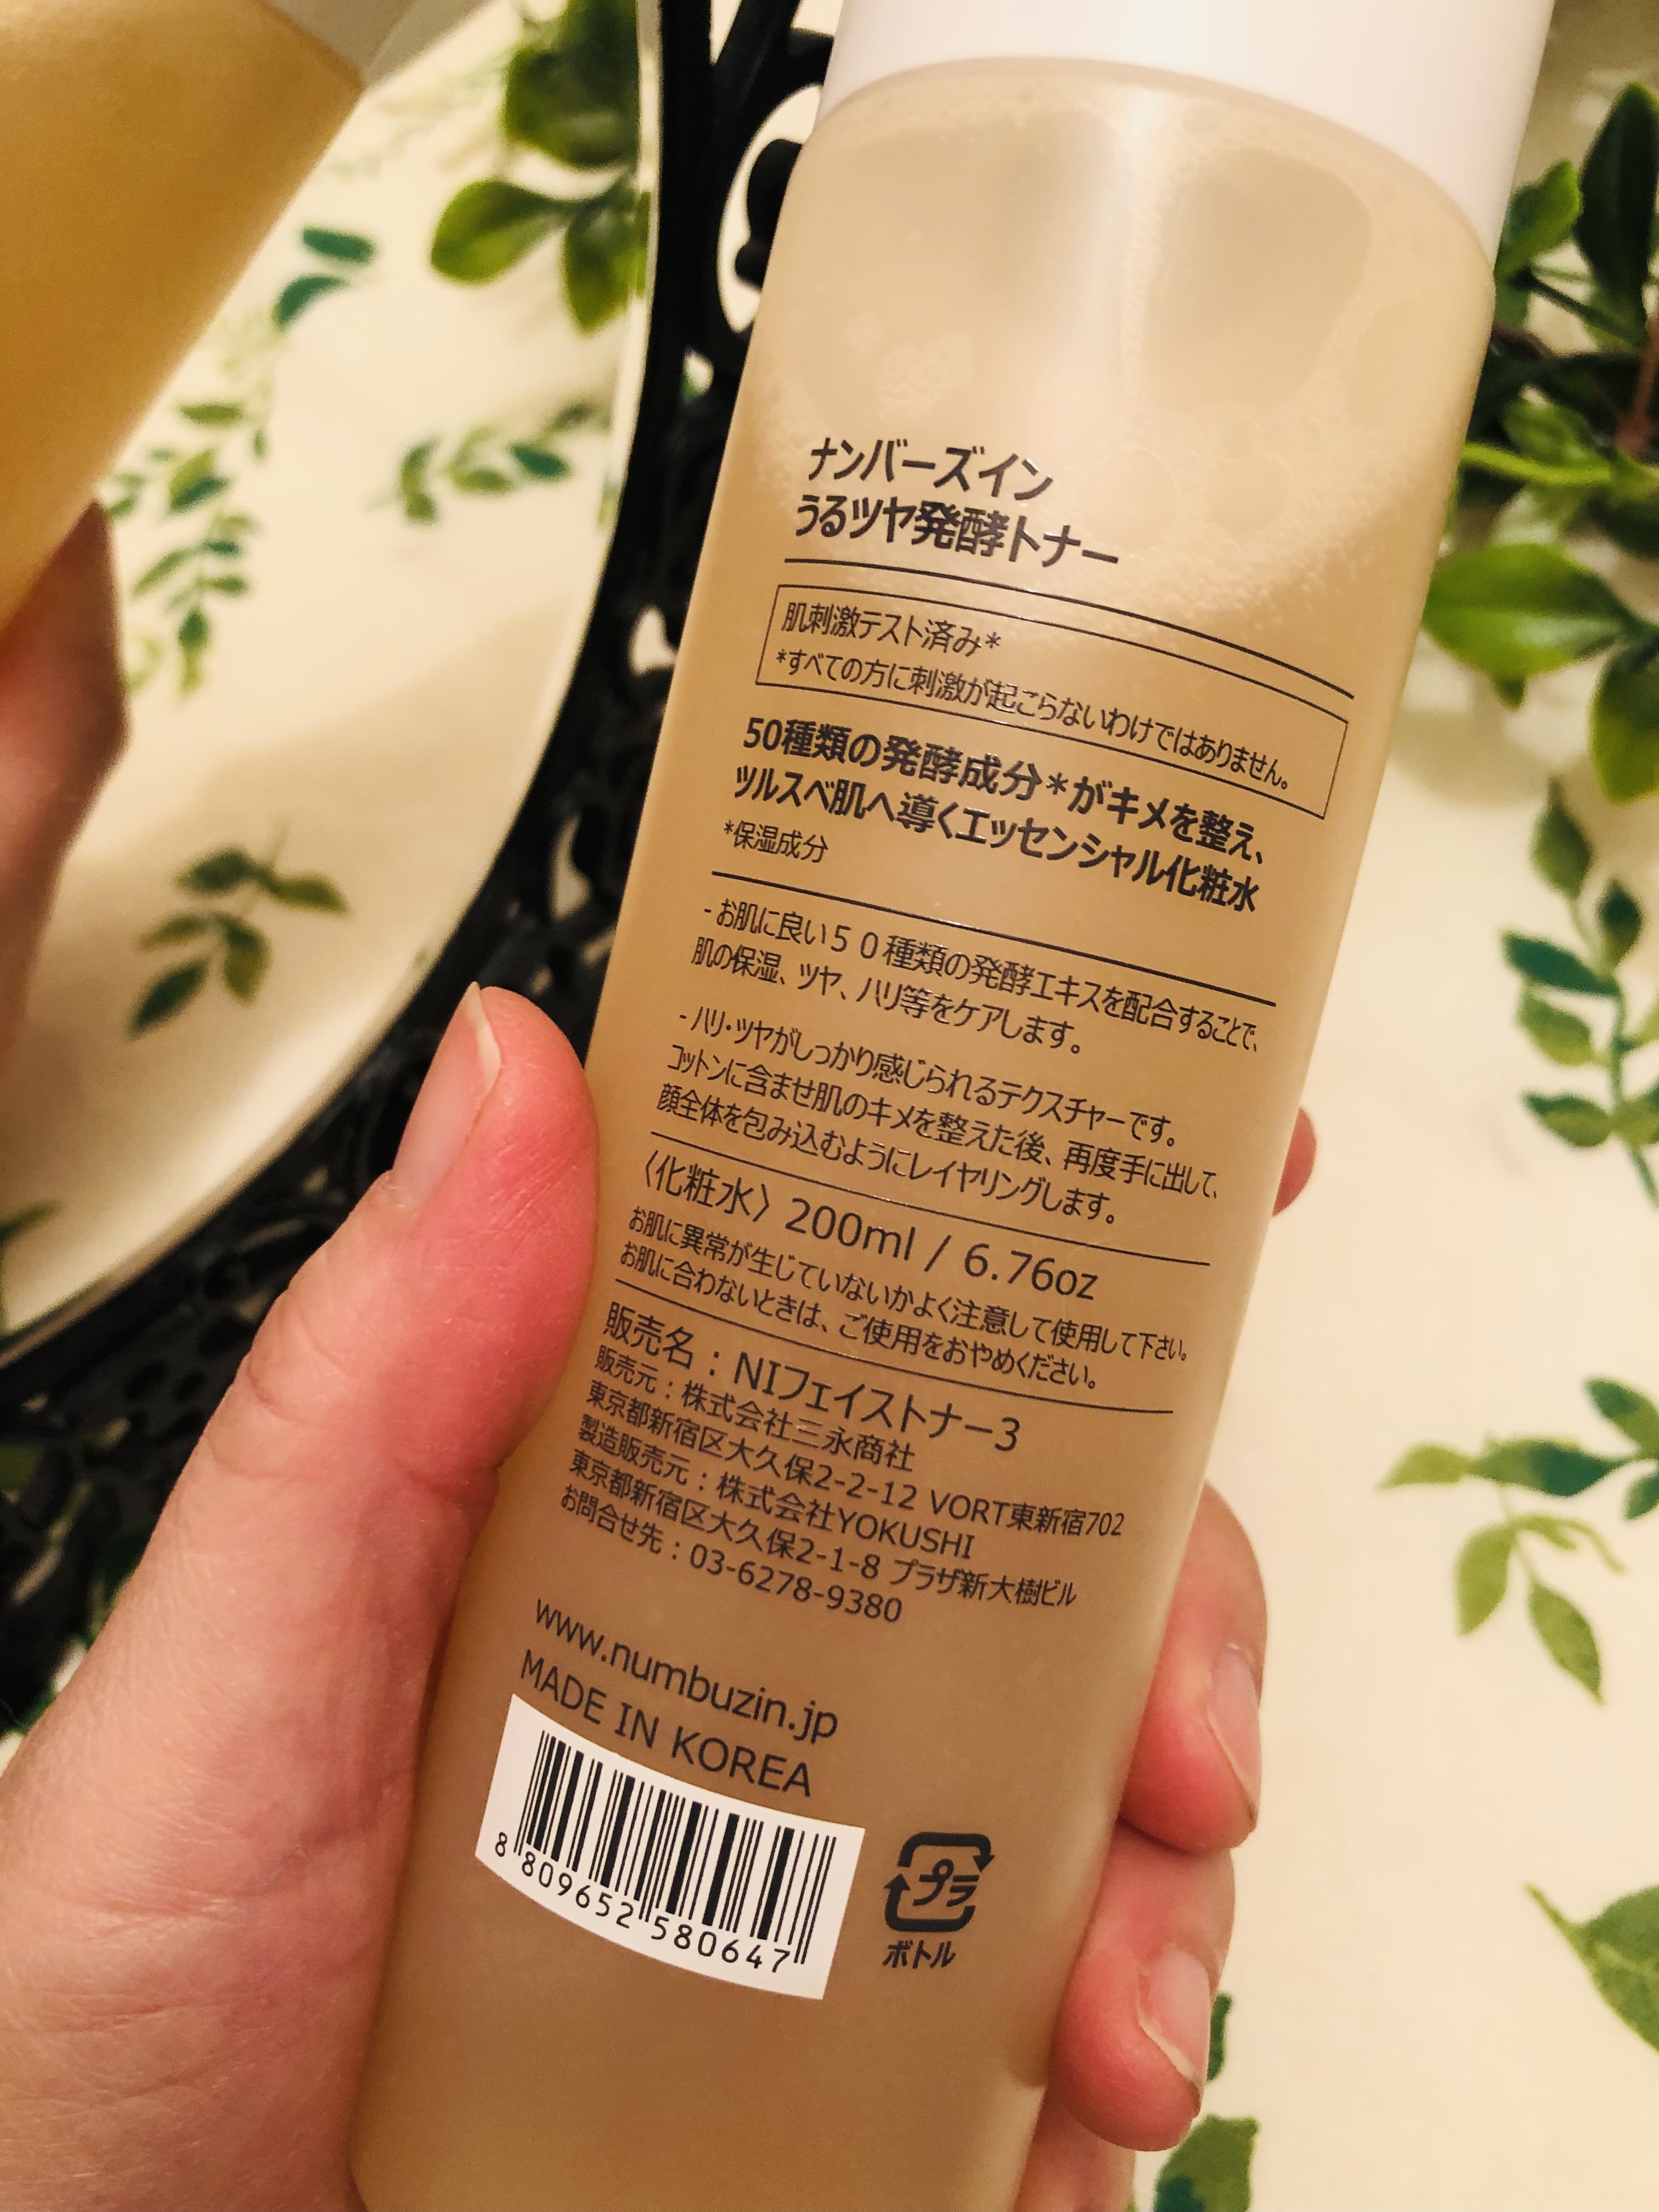 ナンバーズイン
うるツヤ発酵トナー
肌刺激テスト済み*
*すべての方に刺激が起こらないわけではありません。
50種類の発酵成分*がキメを整え、
ツルスベ肌へ導くエッセンシャル化粧水
*保湿成分
- お肌に良い５０種類の発酵エキスを配合することで、
肌の保湿、ツヤ、ハリ等をケアします。
- ハリ・ツヤがしっかり感じられるテクスチャーです。
コットンに含ませ肌のキメを整えた後、再度手に出して、
顔全体を包み込むようにレイヤリングします。
〈化粧水〉200ml / 6.76oz
お肌に異常が生じていないかよく注意して使用して下さい。
お肌に合わないときは、ご使用をおやめください。
販売名：NIフェイストナー3
販売元：株式会社三永商社
東京都新宿区大久保2-2-12 VORT東新宿702
製造販売元：株式会社YOKUSHI
東京都新宿区大久保2-1-8 プラザ新大樹ビル
お問合せ先：03-6278-9380
www.numbuzin.jp
MADE IN KOREA
8 809652 580647
プラ
ボトル